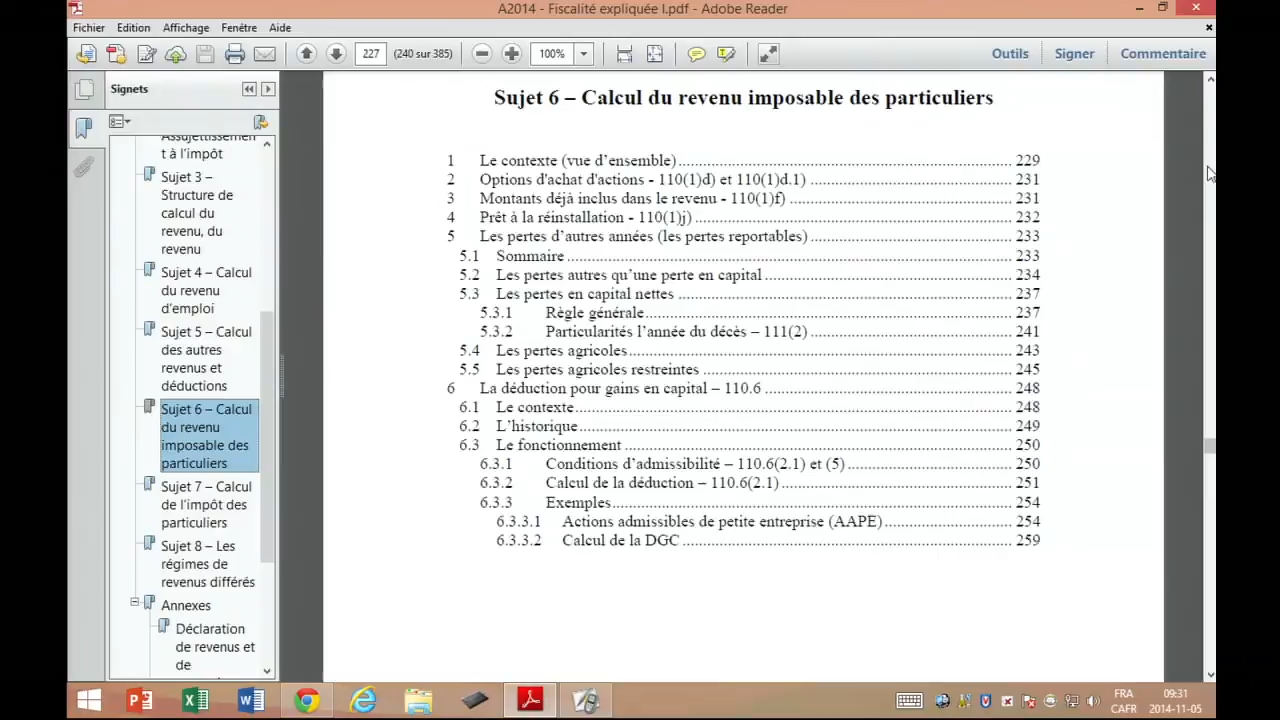 A2014 - Fiscalité expliquée I.pdf - Adobe Reader
Fichier Edition Affichage Fenêtre Aide
227 (240 sur 385) 100% Outils Signer Commentaire
Signets
Assujettissemen
t à l'impôt
Sujet 3 –
Structure de
calcul du
revenu, du
revenu
Sujet 4 – Calcul
du revenu
d'emploi
Sujet 5 – Calcul
des autres
revenus et
déductions
Sujet 6 – Calcul
du revenu
imposable des
particuliers
Sujet 7 – Calcul
de l'impôt des
particuliers
Sujet 8 – Les
régimes de
revenus différés
Annexes
Déclaration
de revenus et
de
Sujet 6 – Calcul du revenu imposable des particuliers
1 Le contexte (vue d'ensemble) 229
2 Options d'achat d'actions - 110(1)d) et 110(1)d.1) 231
3 Montants déjà inclus dans le revenu - 110(1)f) 231
4 Prêt à la réinstallation - 110(1)j) 232
5 Les pertes d'autres années (les pertes reportables) 233
5.1 Sommaire 233
5.2 Les pertes autres qu'une perte en capital 234
5.3 Les pertes en capital nettes 237
5.3.1 Règle générale 237
5.3.2 Particularités l'année du décès – 111(2) 241
5.4 Les pertes agricoles 243
5.5 Les pertes agricoles restreintes 245
6 La déduction pour gains en capital – 110.6 248
6.1 Le contexte 248
6.2 L'historique 249
6.3 Le fonctionnement 250
6.3.1 Conditions d'admissibilité – 110.6(2.1) et (5) 250
6.3.2 Calcul de la déduction – 110.6(2.1) 251
6.3.3 Exemples 254
6.3.3.1 Actions admissibles de petite entreprise (AAPE) 254
6.3.3.2 Calcul de la DGC 259
FRA 09:31
CAFR 2014-11-05